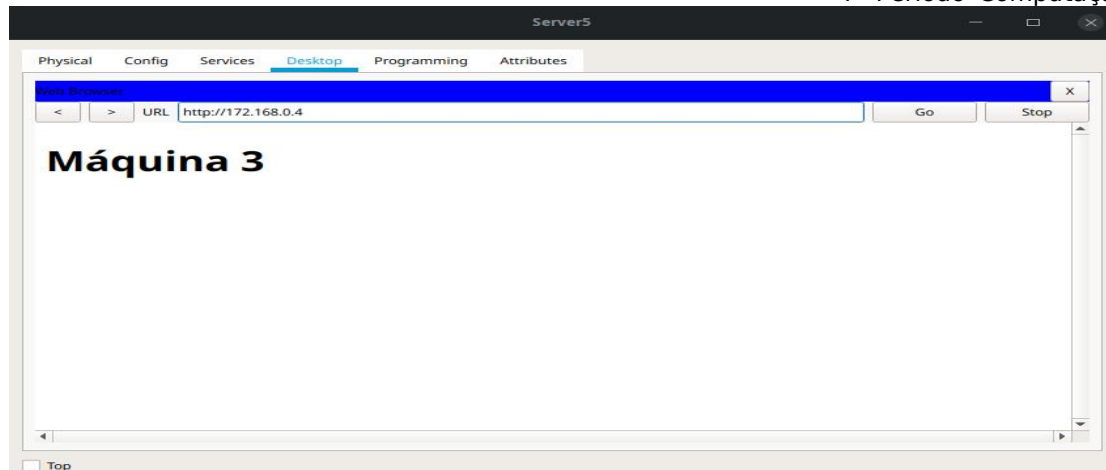 Server5
Physical Config Services Desktop Programming Attributes
Web Browser
X
< > URL http://172.168.0.4 Go Stop
Máquina 3
Top